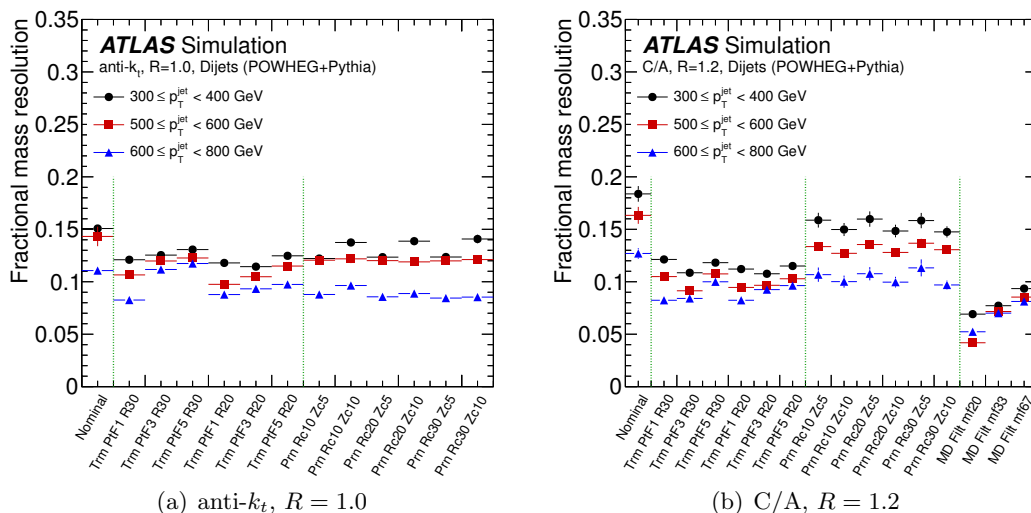 Fractional mass resolution
0.35
0.3
0.25
0.2
0.15
0.1
0.05
0
ATLAS Simulation
anti-k_t, R=1.0, Dijets (POWHEG+Pythia)
300 ≤ p_T^jet < 400 GeV
500 ≤ p_T^jet < 600 GeV
600 ≤ p_T^jet < 800 GeV
Nominal
Trm PtF1 R30
Trm PtF3 R30
Trm PtF5 R30
Trm PtF1 R20
Trm PtF3 R20
Trm PtF5 R20
Prn Rc10 Zc5
Prn Rc10 Zc10
Prn Rc20 Zc5
Prn Rc20 Zc10
Prn Rc30 Zc5
Prn Rc30 Zc10
(a) anti-k_t, R = 1.0
Fractional mass resolution
0.35
0.3
0.25
0.2
0.15
0.1
0.05
0
ATLAS Simulation
C/A, R=1.2, Dijets (POWHEG+Pythia)
300 ≤ p_T^jet < 400 GeV
500 ≤ p_T^jet < 600 GeV
600 ≤ p_T^jet < 800 GeV
Nominal
Trm PtF1 R30
Trm PtF3 R30
Trm PtF5 R30
Trm PtF1 R20
Trm PtF3 R20
Trm PtF5 R20
Prn Rc10 Zc5
Prn Rc10 Zc10
Prn Rc20 Zc5
Prn Rc20 Zc10
Prn Rc30 Zc5
Prn Rc30 Zc10
MD Filt mf20
MD Filt mf33
MD Filt mf67
(b) C/A, R = 1.2